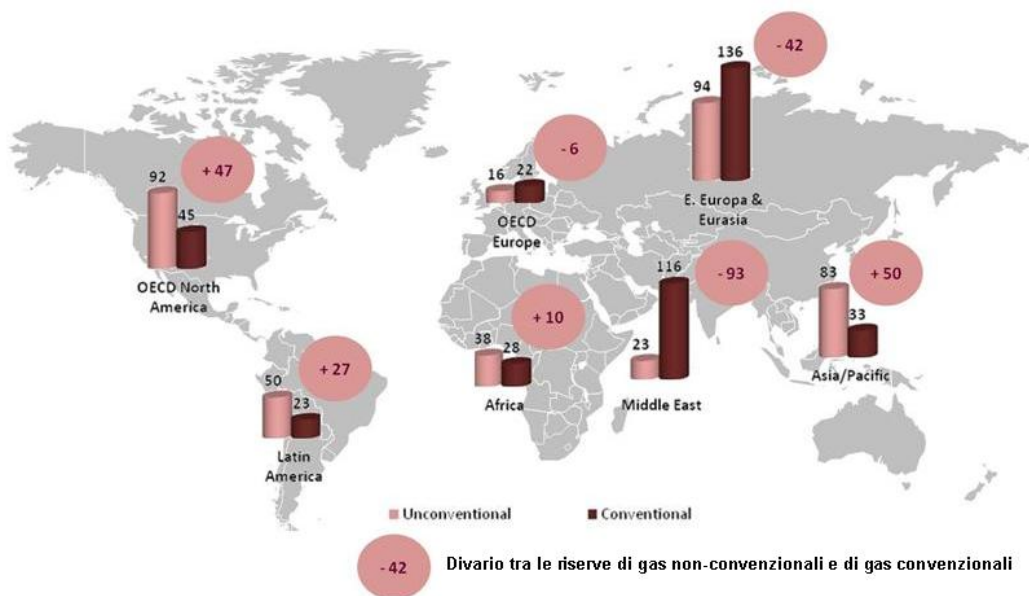 136
- 42
94
E. Europa &
Eurasia
+ 47
92
45
OECD North
America
- 6
16
22
OECD
Europe
116
- 93
23
Middle East
83
+ 50
33
Asia/Pacific
+ 10
38
28
Africa
+ 27
50
23
Latin
America
Unconventional
Conventional
- 42
Divario tra le riserve di gas non-convenzionali e di gas convenzionali